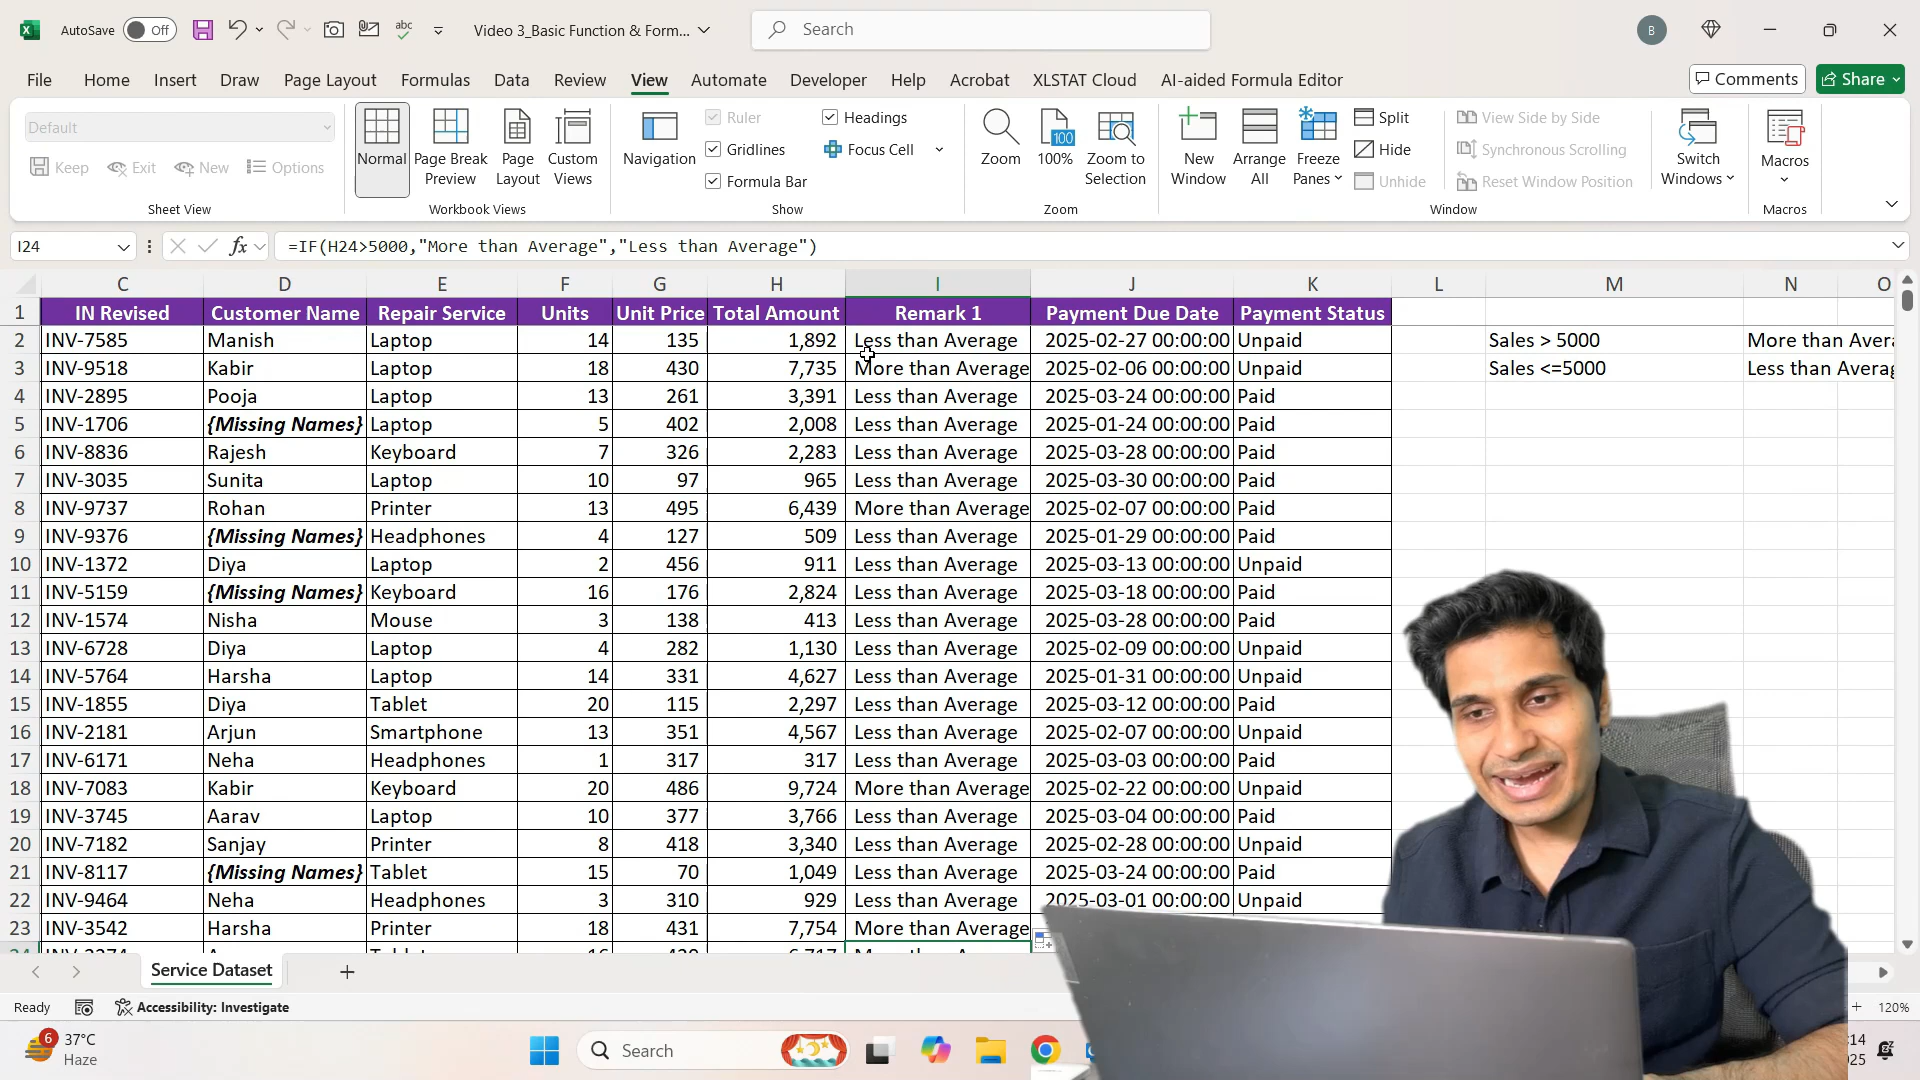 AutoSave Off abc Video 3_Basic Function & Form... Search B
File Home Insert Draw Page Layout Formulas Data Review View Automate Developer Help Acrobat XLSTAT Cloud AI-aided Formula Editor Comments Share
Default
Keep Exit New Options
Sheet View
Normal Page Break Preview Page Layout Custom Views
Workbook Views
Navigation Ruler Headings
Gridlines Focus Cell
Formula Bar
Show
Zoom 100 100% Zoom to Selection
Zoom
New Window Arrange All Freeze Panes Split
Hide
Unhide
View Side by Side
Synchronous Scrolling
Reset Window Position
Switch Windows
Window
Macros
Macros
I24 fx =IF(H24>5000,"More than Average","Less than Average")
C D E F G H I J K L M N O
1 IN Revised Customer Name Repair Service Units Unit Price Total Amount Remark 1 Payment Due Date Payment Status
2 INV-7585 Manish Laptop 14 135 1,892 Less than Average 2025-02-27 00:00:00 Unpaid Sales > 5000 More than Avera
3 INV-9518 Kabir Laptop 18 430 7,735 More than Average 2025-02-06 00:00:00 Unpaid Sales <=5000 Less than Averag
4 INV-2895 Pooja Laptop 13 261 3,391 Less than Average 2025-03-24 00:00:00 Paid
5 INV-1706 {Missing Names} Laptop 5 402 2,008 Less than Average 2025-01-24 00:00:00 Paid
6 INV-8836 Rajesh Keyboard 7 326 2,283 Less than Average 2025-03-28 00:00:00 Paid
7 INV-3035 Sunita Laptop 10 97 965 Less than Average 2025-03-30 00:00:00 Paid
8 INV-9737 Rohan Printer 13 495 6,439 More than Average 2025-02-07 00:00:00 Paid
9 INV-9376 {Missing Names} Headphones 4 127 509 Less than Average 2025-01-29 00:00:00 Paid
10 INV-1372 Diya Laptop 2 456 911 Less than Average 2025-03-13 00:00:00 Unpaid
11 INV-5159 {Missing Names} Keyboard 16 176 2,824 Less than Average 2025-03-18 00:00:00 Paid
12 INV-1574 Nisha Mouse 3 138 413 Less than Average 2025-03-28 00:00:00 Paid
13 INV-6728 Diya Laptop 4 282 1,130 Less than Average 2025-02-09 00:00:00 Unpaid
14 INV-5764 Harsha Laptop 14 331 4,627 Less than Average 2025-01-31 00:00:00 Unpaid
15 INV-1855 Diya Tablet 20 115 2,297 Less than Average 2025-03-12 00:00:00 Paid
16 INV-2181 Arjun Smartphone 13 351 4,567 Less than Average 2025-02-07 00:00:00 Unpaid
17 INV-6171 Neha Headphones 1 317 317 Less than Average 2025-03-03 00:00:00 Paid
18 INV-7083 Kabir Keyboard 20 486 9,724 More than Average 2025-02-22 00:00:00 Unpaid
19 INV-3745 Aarav Laptop 10 377 3,766 Less than Average 2025-03-04 00:00:00 Paid
20 INV-7182 Sanjay Printer 8 418 3,340 Less than Average 2025-02-28 00:00:00 Unpaid
21 INV-8117 {Missing Names} Tablet 15 70 1,049 Less than Average 2025-03-24 00:00:00 Paid
22 INV-9464 Neha Headphones 3 310 929 Less than Average 2025-03-01 00:00:00 Unpaid
23 INV-3542 Harsha Printer 18 431 7,754 More than Average
Service Dataset
Ready Accessibility: Investigate 120%
6 37°C
Haze
Search
:14
025